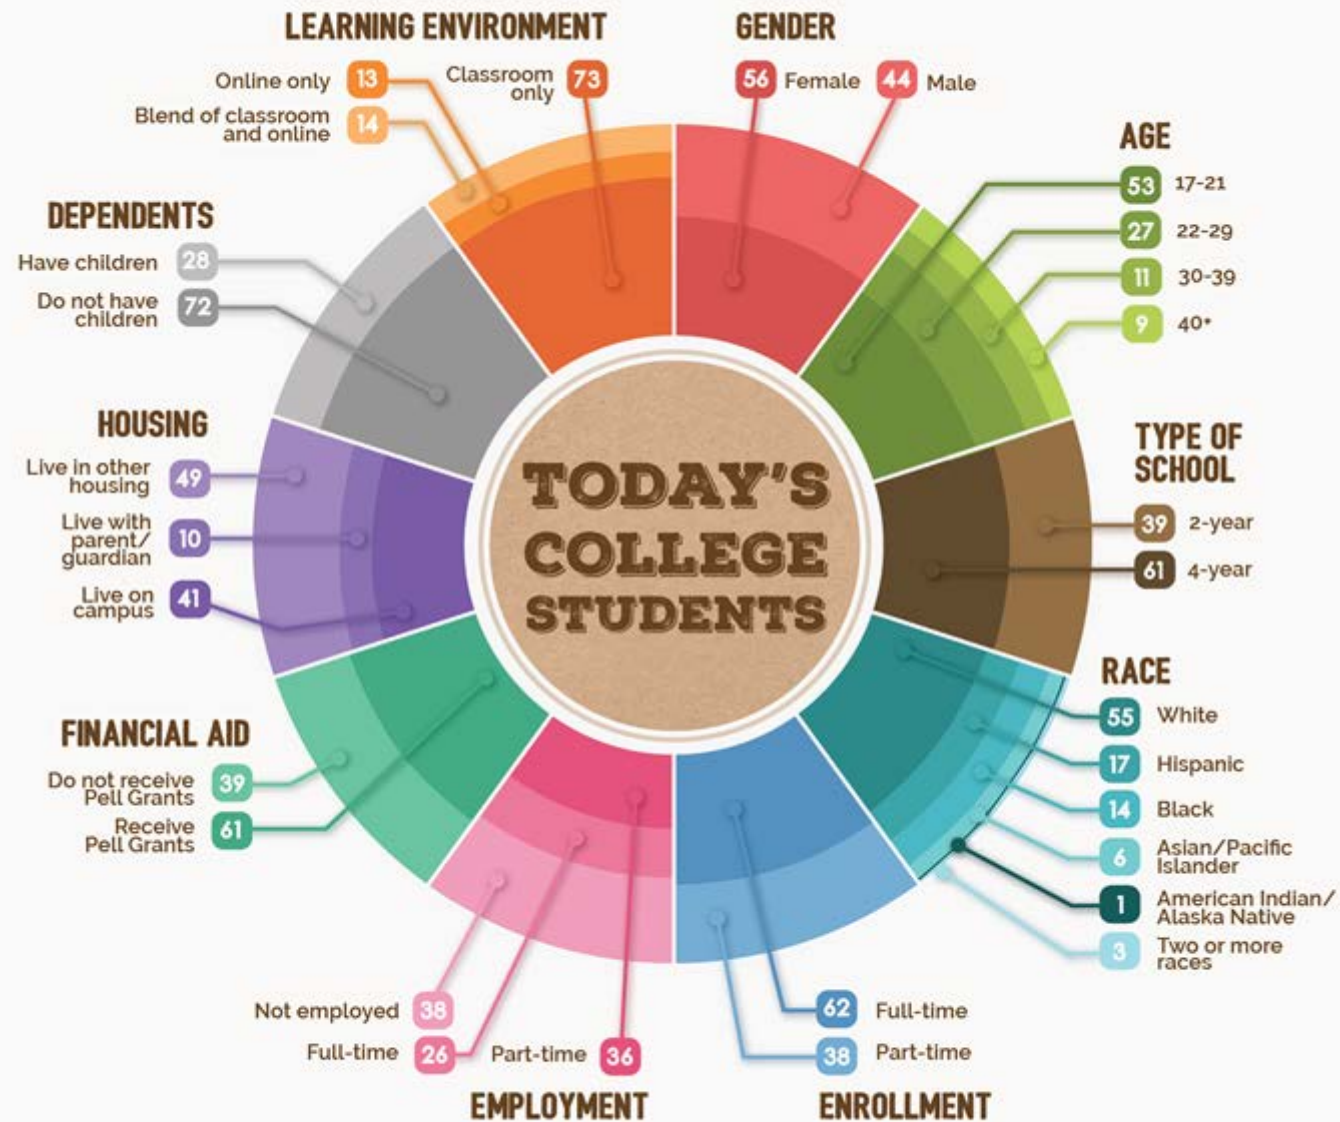 LEARNING ENVIRONMENT
Online only 13
Blend of classroom
and online 14
Classroom
only 73
GENDER
56 Female 44 Male
AGE
53 17-21
27 22-29
11 30-39
9 40+
TYPE OF
SCHOOL
39 2-year
61 4-year
RACE
55 White
17 Hispanic
14 Black
6 Asian/Pacific
Islander
1 American Indian/
Alaska Native
3 Two or more
races
ENROLLMENT
62 Full-time
38 Part-time
EMPLOYMENT
Not employed 38
Full-time 26
Part-time 36
FINANCIAL AID
Do not receive
Pell Grants 39
Receive
Pell Grants 61
HOUSING
Live in other
housing 49
Live with
parent/
guardian 10
Live on
campus 41
DEPENDENTS
Have children 28
Do not have
children 72
TODAY'S
COLLEGE
STUDENTS